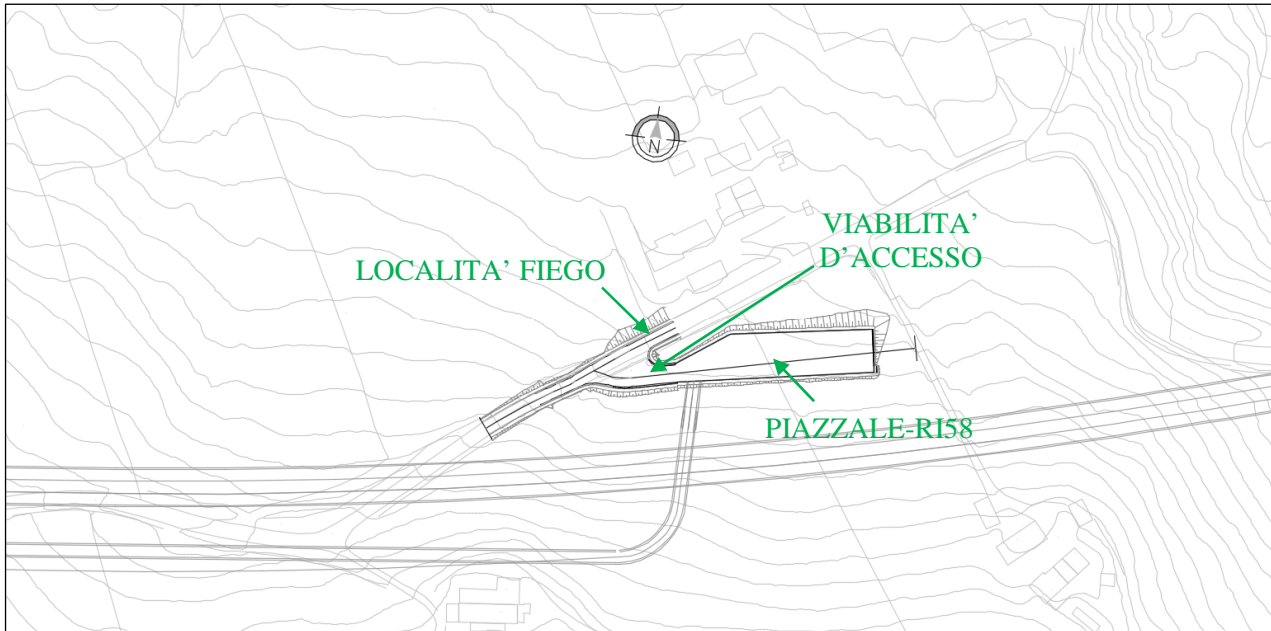 N
VIABILITA’
D’ACCESSO
LOCALITA’ FIEGO
PIAZZALE-RI58